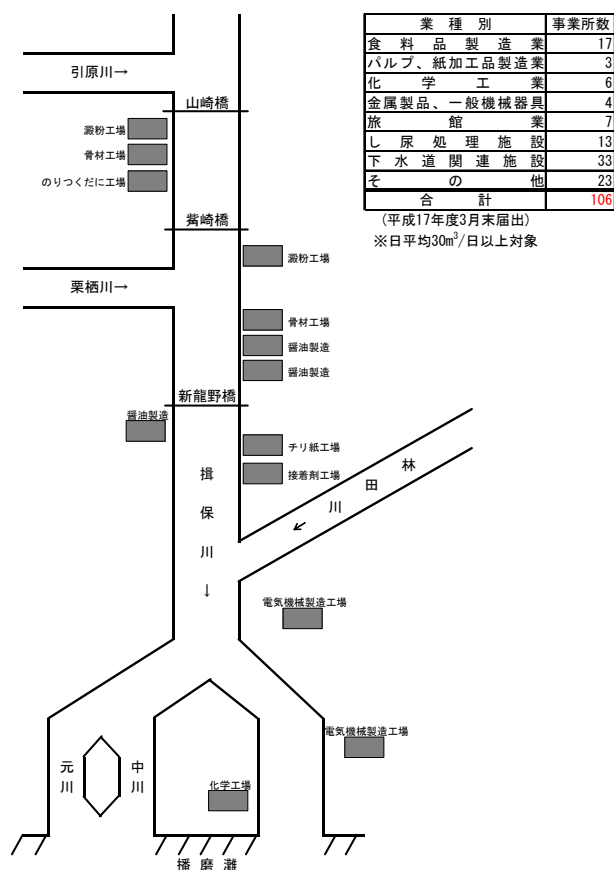 業種別 事業所数
食料品製造業 17
パルプ、紙加工品製造業 3
化学工業 6
金属製品、一般機械器具 4
旅館業 7
し尿処理施設 13
下水道関連施設 33
その他 23
合計 106
(平成17年度3月末届出)
※日平均30m³/日以上対象
引原川→
山崎橋
澱粉工場
骨材工場
のりつくだに工場
觜崎橋
澱粉工場
栗栖川→
骨材工場
醤油製造
醤油製造
新龍野橋
醤油製造
チリ紙工場
接着剤工場
林田川
←
揖保川
↓
電気機械製造工場
電気機械製造工場
元川
中川
化学工場
播磨灘